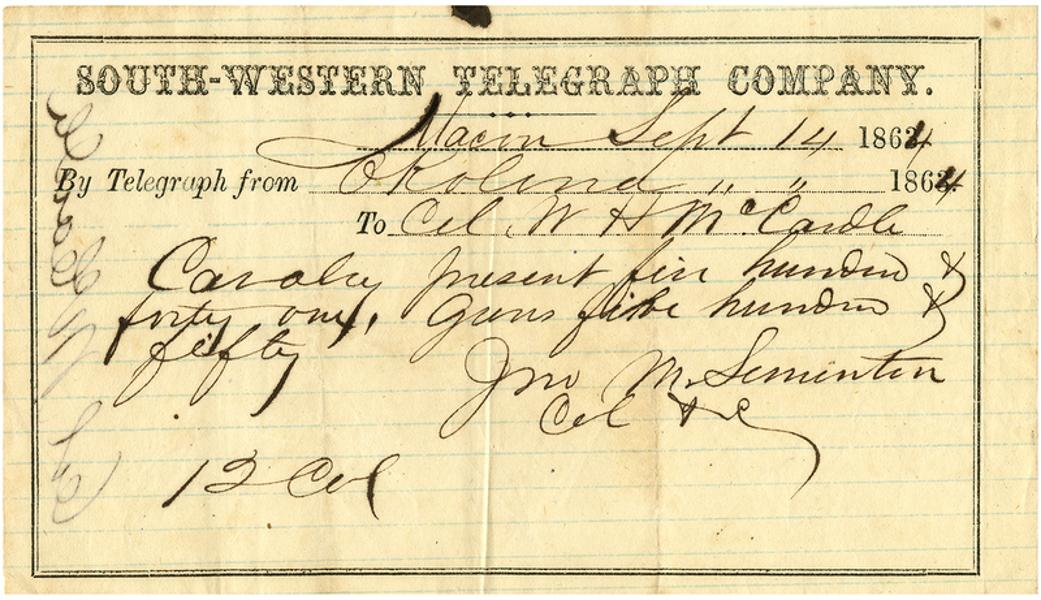 SOUTH-WESTERN TELEGRAPH COMPANY.
Macon Sept 14 1864
By Telegraph from Okolona " " 1864
To Col. W H McCardle
Cavalry present five hundred &
forty one, Guns five hundred &
fifty
Jno M. Simonton
Col & c
12 Col